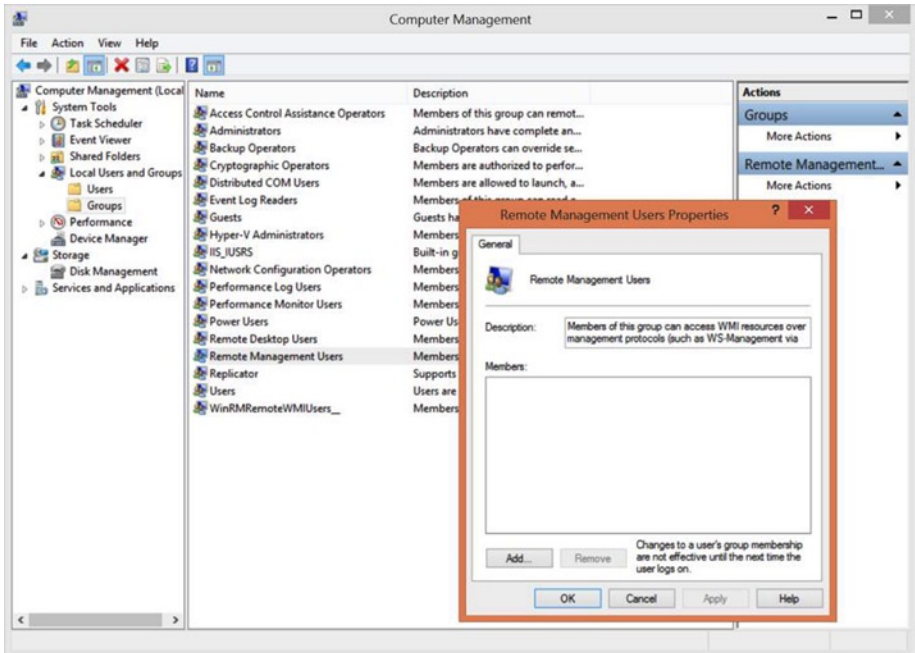 Computer Management
File Action View Help
Computer Management (Local
System Tools
Task Scheduler
Event Viewer
Shared Folders
Local Users and Groups
Users
Groups
Performance
Device Manager
Storage
Disk Management
Services and Applications
Name Description
Access Control Assistance Operators Members of this group can remot...
Administrators Administrators have complete an...
Backup Operators Backup Operators can override se...
Cryptographic Operators Members are authorized to perfor...
Distributed COM Users Members are allowed to launch, a...
Event Log Readers Members of this group can read e...
Guests Guests ha
Hyper-V Administrators Members
IIS_IUSRS Built-in g
Network Configuration Operators Members
Performance Log Users Members
Performance Monitor Users Members
Power Users Power Us
Remote Desktop Users Members
Remote Management Users Members
Replicator Supports
Users Users are
WinRMRemoteWMIUsers__ Members
Actions
Groups
More Actions
Remote Management...
More Actions
Remote Management Users Properties
General
Remote Management Users
Description: Members of this group can access WMI resources over
management protocols (such as WS-Management via
Members:
Add... Remove
Changes to a user's group membership
are not effective until the next time the
user logs on.
OK Cancel Apply Help